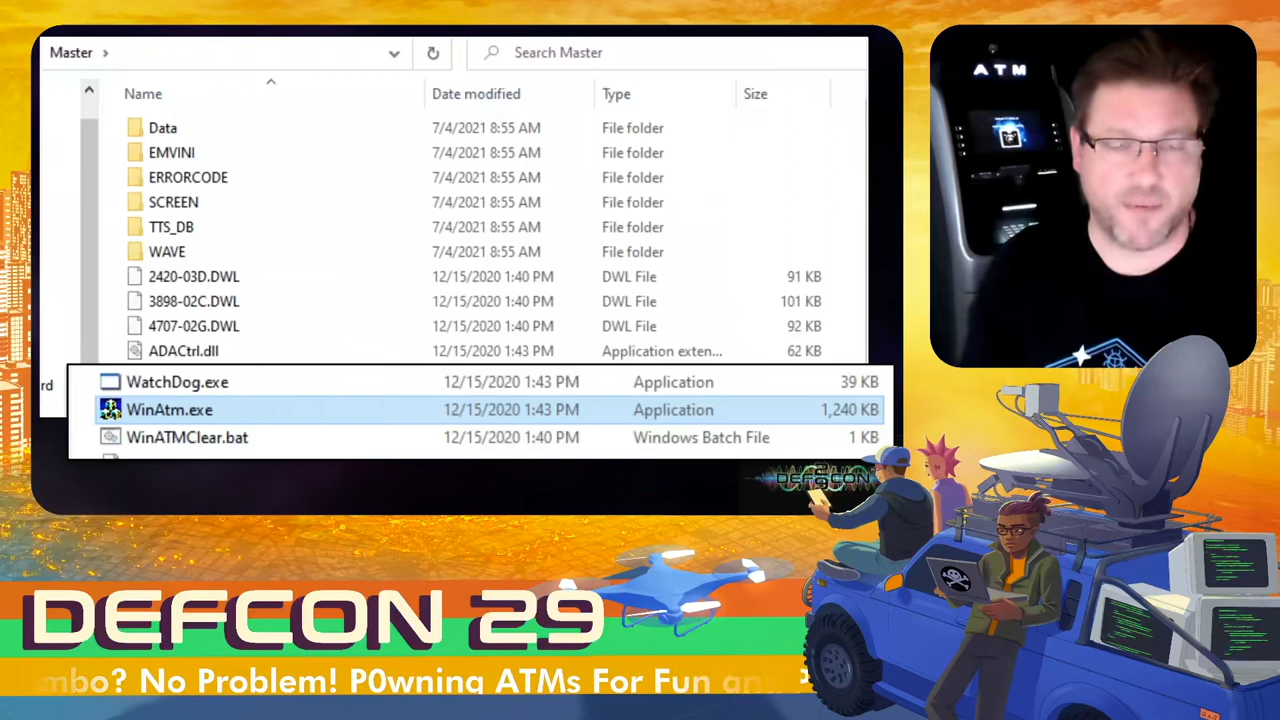 Master >
Search Master
Name Date modified Type Size
Data 7/4/2021 8:55 AM File folder
EMVINI 7/4/2021 8:55 AM File folder
ERRORCODE 7/4/2021 8:55 AM File folder
SCREEN 7/4/2021 8:55 AM File folder
TTS_DB 7/4/2021 8:55 AM File folder
WAVE 7/4/2021 8:55 AM File folder
2420-03D.DWL 12/15/2020 1:40 PM DWL File 91 KB
3898-02C.DWL 12/15/2020 1:40 PM DWL File 101 KB
4707-02G.DWL 12/15/2020 1:40 PM DWL File 92 KB
ADACtrl.dll 12/15/2020 1:43 PM Application exten... 62 KB
rd
WatchDog.exe 12/15/2020 1:43 PM Application 39 KB
WinAtm.exe 12/15/2020 1:43 PM Application 1,240 KB
WinATMClear.bat 12/15/2020 1:40 PM Windows Batch File 1 KB
ATM
DEFCON
DEFCON 29
mbo? No Problem! P0wning ATMs For Fun an